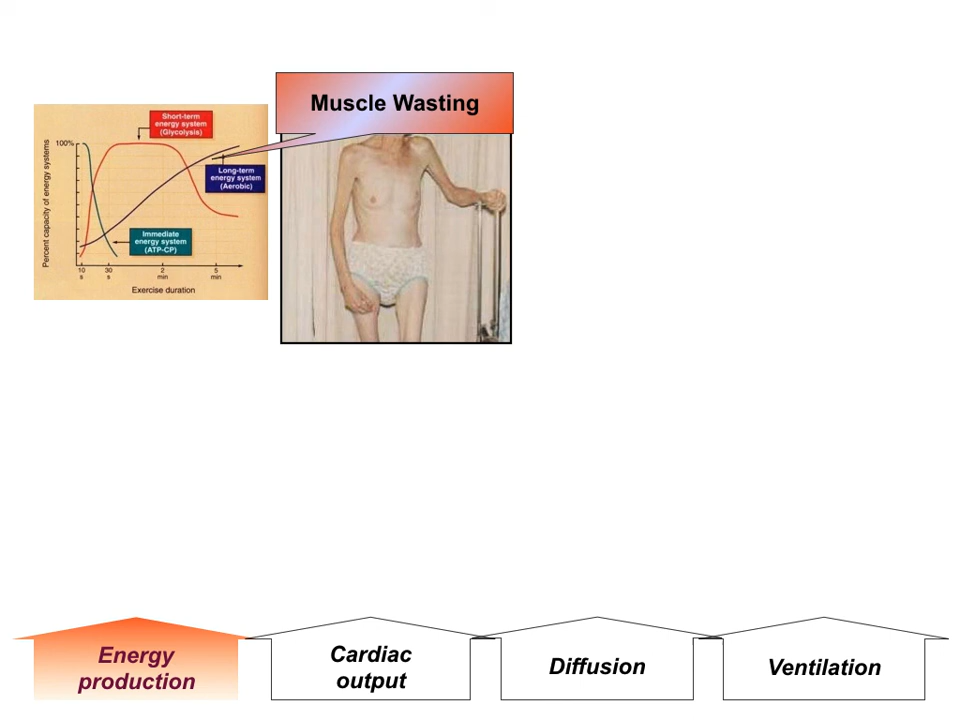 Muscle Wasting
Short-term
energy system
(Glycolysis)
100%
Long-term
energy system
(Aerobic)
Immediate
energy system
(ATP-CP)
Percent capacity of energy systems
10
s
30
s
2
min
5
min
Exercise duration
Energy
production
Cardiac
output
Diffusion
Ventilation